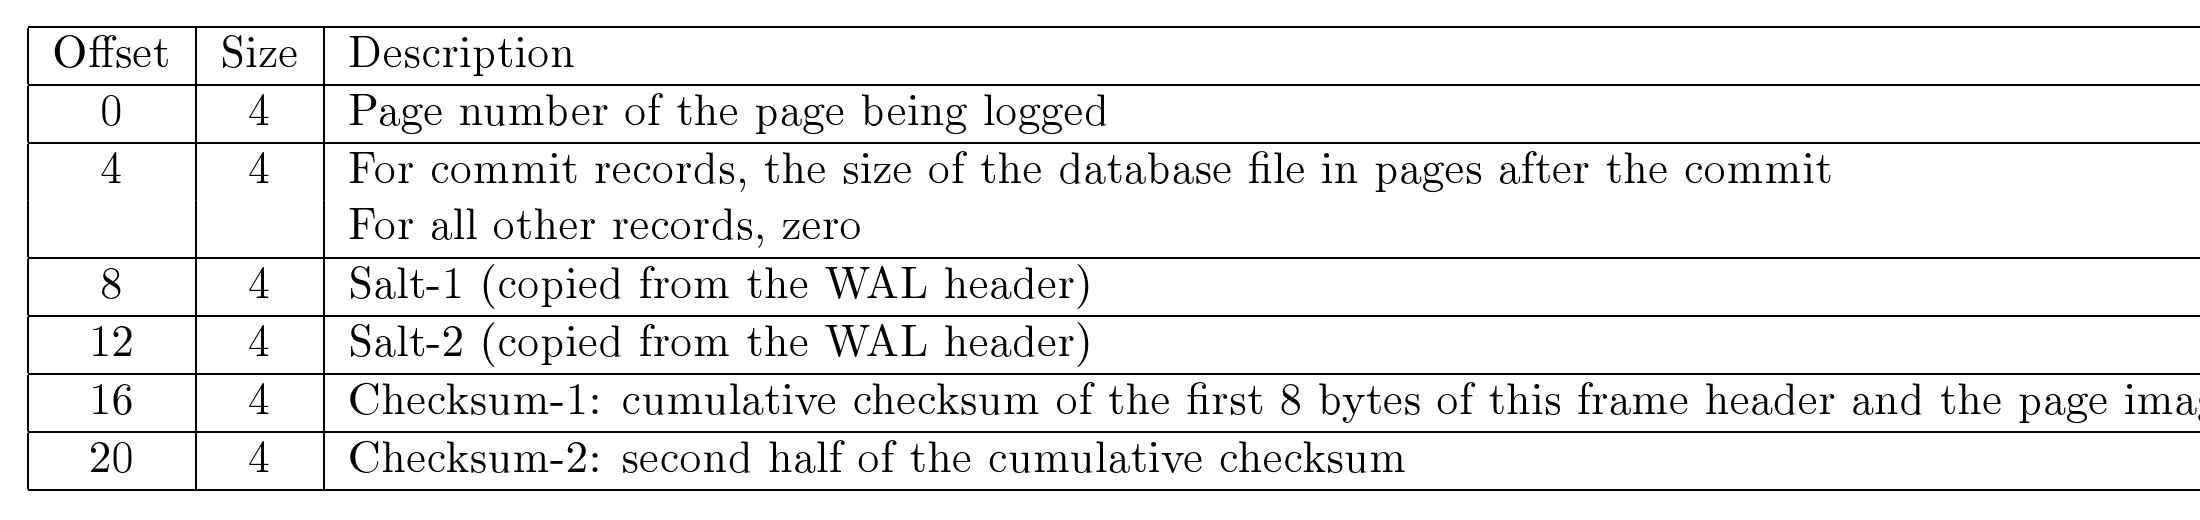 Offset Size Description
0 4 Page number of the page being logged
4 4 For commit records, the size of the database file in pages after the commit
For all other records, zero
8 4 Salt-1 (copied from the WAL header)
12 4 Salt-2 (copied from the WAL header)
16 4 Checksum-1: cumulative checksum of the first 8 bytes of this frame header and the page
20 4 Checksum-2: second half of the cumulative checksum